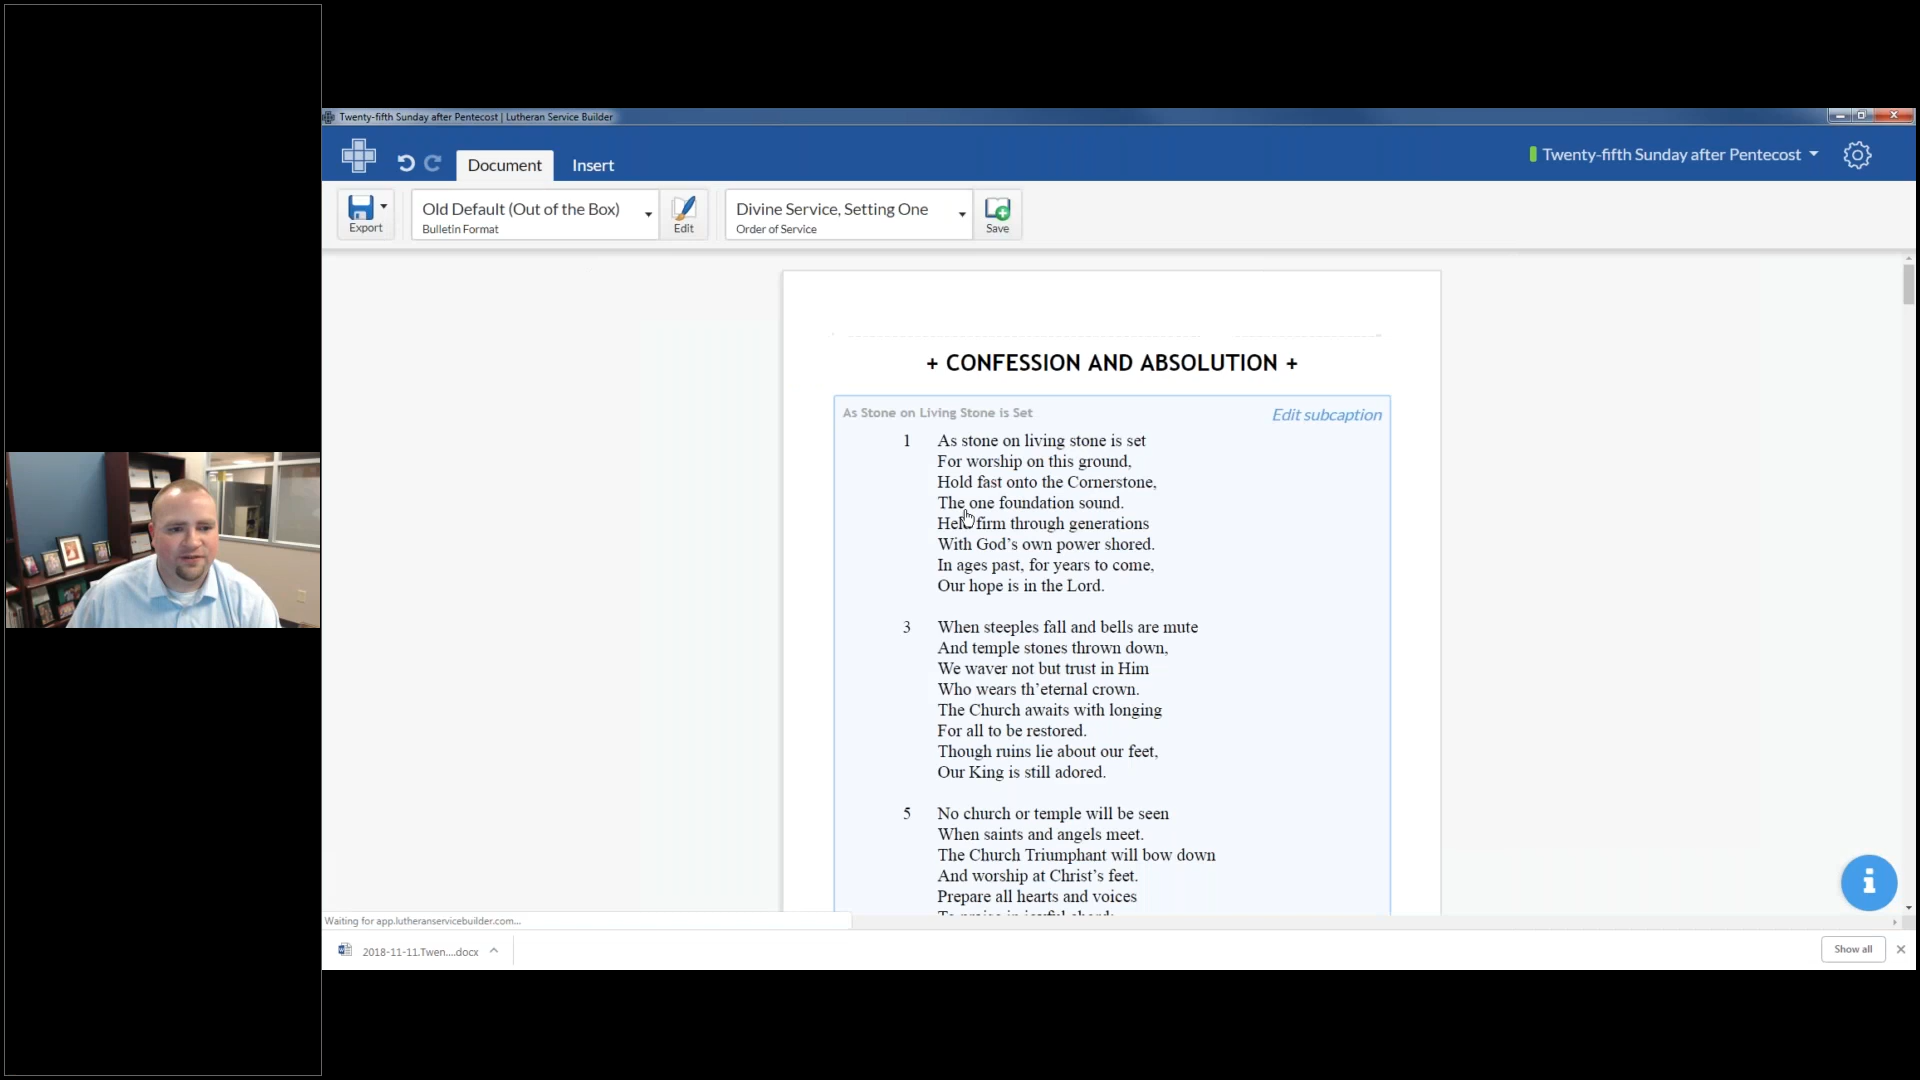 Twenty-fifth Sunday after Pentecost | Lutheran Service Builder
Document
Insert
Twenty-fifth Sunday after Pentecost
Export
Old Default (Out of the Box)
Bulletin Format
Edit
Divine Service, Setting One
Order of Service
Save
+ CONFESSION AND ABSOLUTION +
As Stone on Living Stone is Set
Edit subcaption
1 As stone on living stone is set
For worship on this ground,
Hold fast onto the Cornerstone,
The one foundation sound.
Held firm through generations
With God's own power shored.
In ages past, for years to come,
Our hope is in the Lord.
3 When steeples fall and bells are mute
And temple stones thrown down,
We waver not but trust in Him
Who wears th'eternal crown.
The Church awaits with longing
For all to be restored.
Though ruins lie about our feet,
Our King is still adored.
5 No church or temple will be seen
When saints and angels meet.
The Church Triumphant will bow down
And worship at Christ's feet.
Prepare all hearts and voices
Waiting for app.lutheranservicebuilder.com...
2018-11-11.Twen....docx
Show all